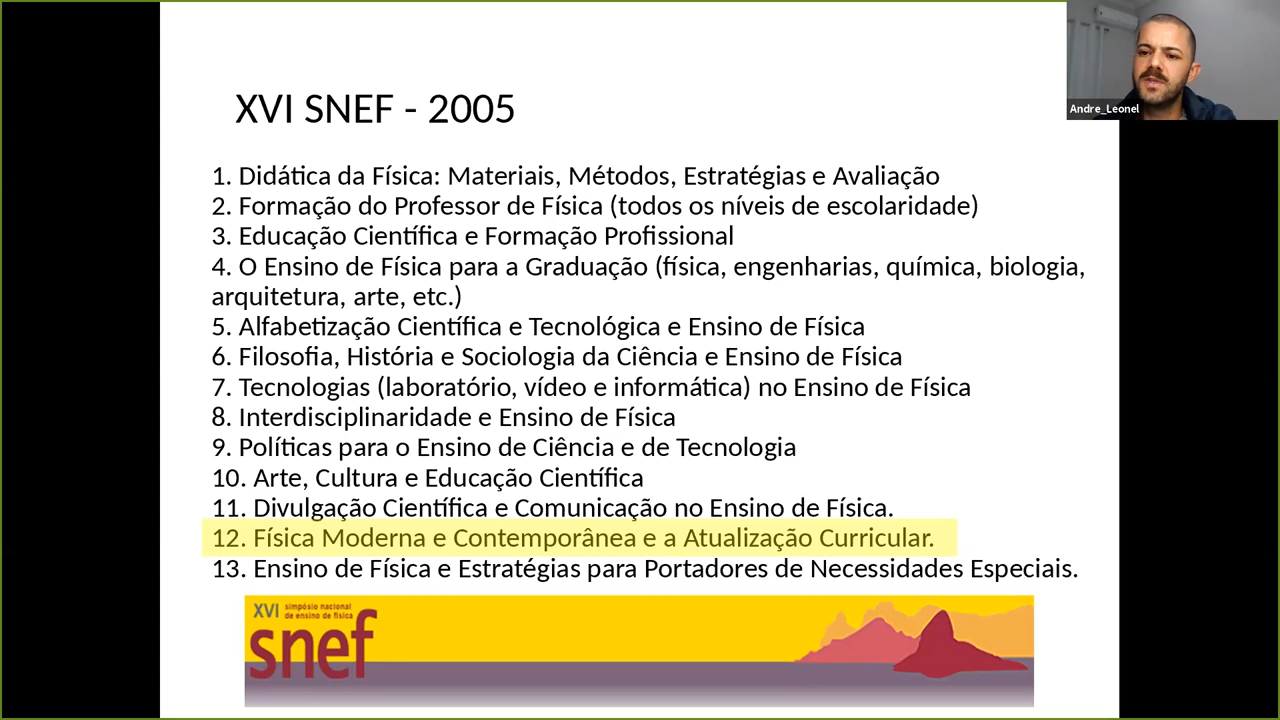 Andre_Leonel
XVI SNEF - 2005
1. Didática da Física: Materiais, Métodos, Estratégias e Avaliação
2. Formação do Professor de Física (todos os níveis de escolaridade)
3. Educação Científica e Formação Profissional
4. O Ensino de Física para a Graduação (física, engenharias, química, biologia,
arquitetura, arte, etc.)
5. Alfabetização Científica e Tecnológica e Ensino de Física
6. Filosofia, História e Sociologia da Ciência e Ensino de Física
7. Tecnologias (laboratório, vídeo e informática) no Ensino de Física
8. Interdisciplinaridade e Ensino de Física
9. Políticas para o Ensino de Ciência e de Tecnologia
10. Arte, Cultura e Educação Científica
11. Divulgação Científica e Comunicação no Ensino de Física.
12. Física Moderna e Contemporânea e a Atualização Curricular.
13. Ensino de Física e Estratégias para Portadores de Necessidades Especiais.
XVI simpósio nacional
de ensino de física
snef